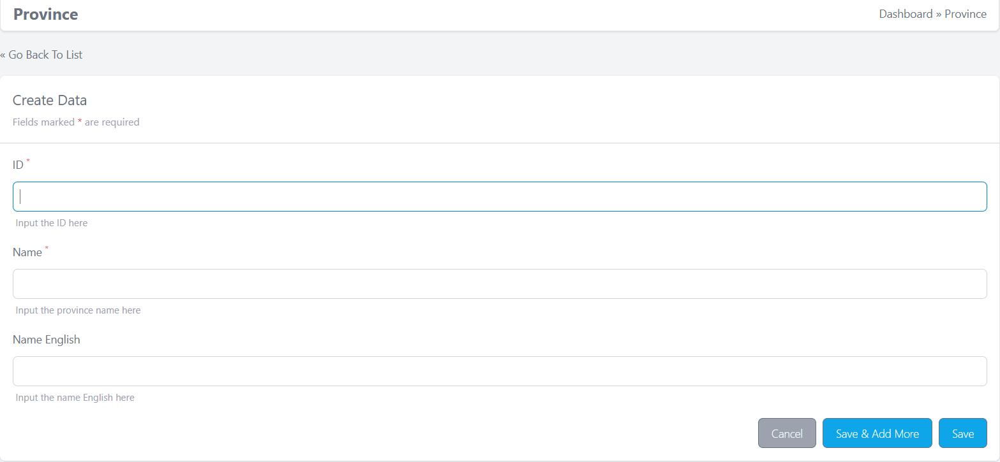 Province
Dashboard » Province
« Go Back To List
Create Data
Fields marked * are required
ID *
Input the ID here
Name *
Input the province name here
Name English
Input the name English here
Cancel
Save & Add More
Save